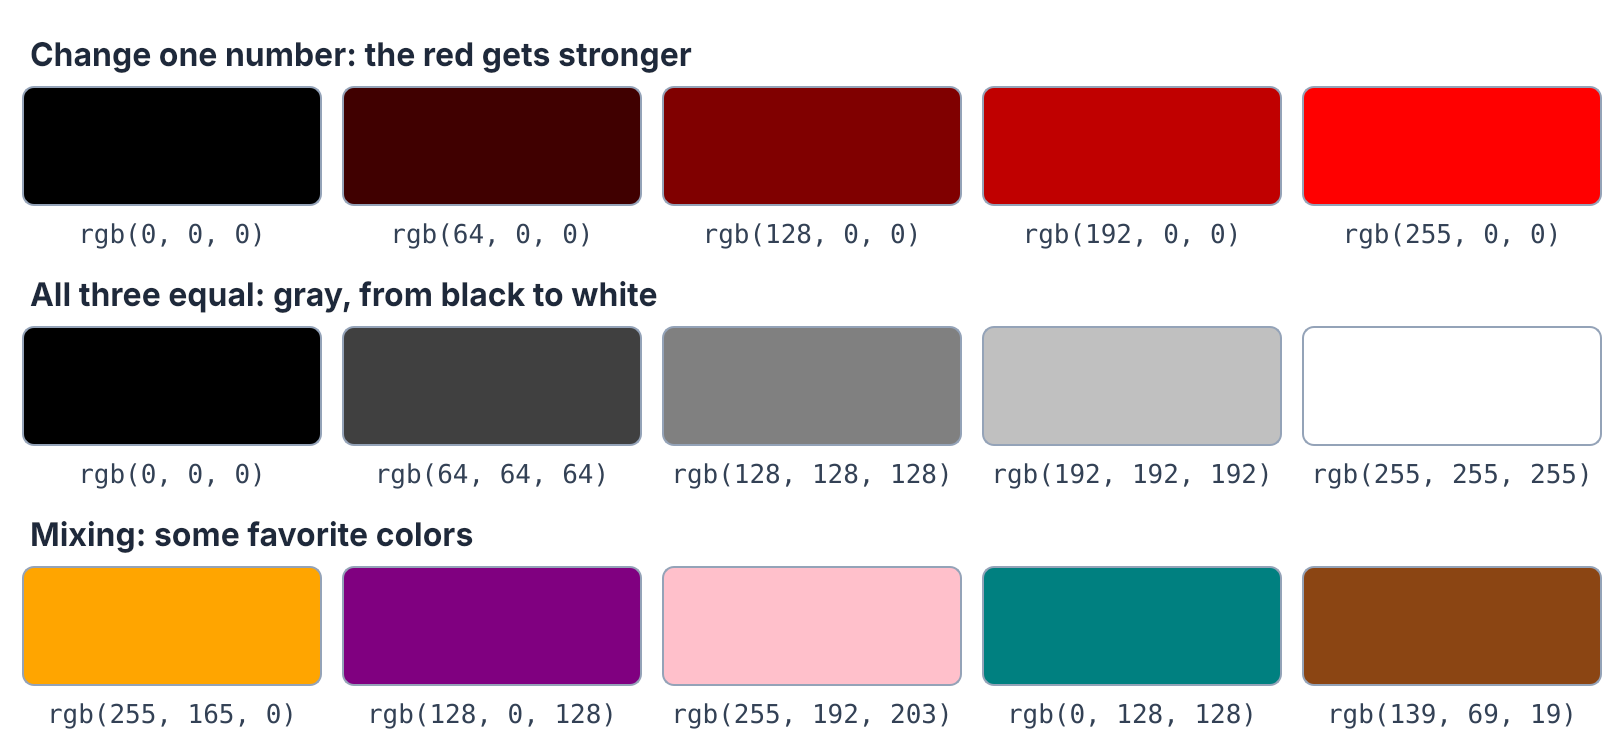 Change one number: the red gets stronger
rgb(0, 0, 0) rgb(64, 0, 0) rgb(128, 0, 0) rgb(192, 0, 0) rgb(255, 0, 0)
All three equal: gray, from black to white
rgb(0, 0, 0) rgb(64, 64, 64) rgb(128, 128, 128) rgb(192, 192, 192) rgb(255, 255, 255)
Mixing: some favorite colors
rgb(255, 165, 0) rgb(128, 0, 128) rgb(255, 192, 203) rgb(0, 128, 128) rgb(139, 69, 19)